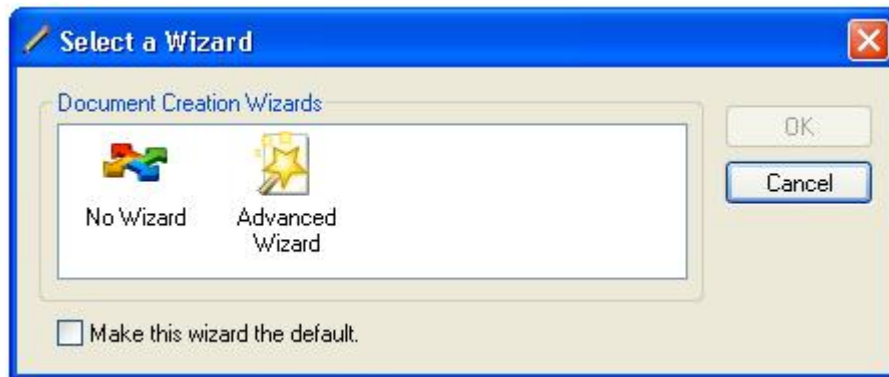 Select a Wizard
Document Creation Wizards
No Wizard
Advanced
Wizard
OK
Cancel
Make this wizard the default.